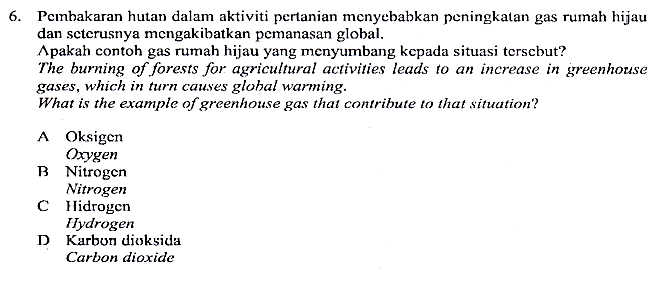 6. Pembakaran hutan dalam aktiviti pertanian menyebabkan peningkatan gas rumah hijau
dan seterusnya mengakibatkan pemanasan global.
Apakah contoh gas rumah hijau yang menyumbang kepada situasi tersebut?
The burning of forests for agricultural activities leads to an increase in greenhouse
gases, which in turn causes global warming.
What is the example of greenhouse gas that contribute to that situation?
A Oksigen
Oxygen
B Nitrogen
Nitrogen
C Hidrogen
Hydrogen
D Karbon dioksida
Carbon dioxide